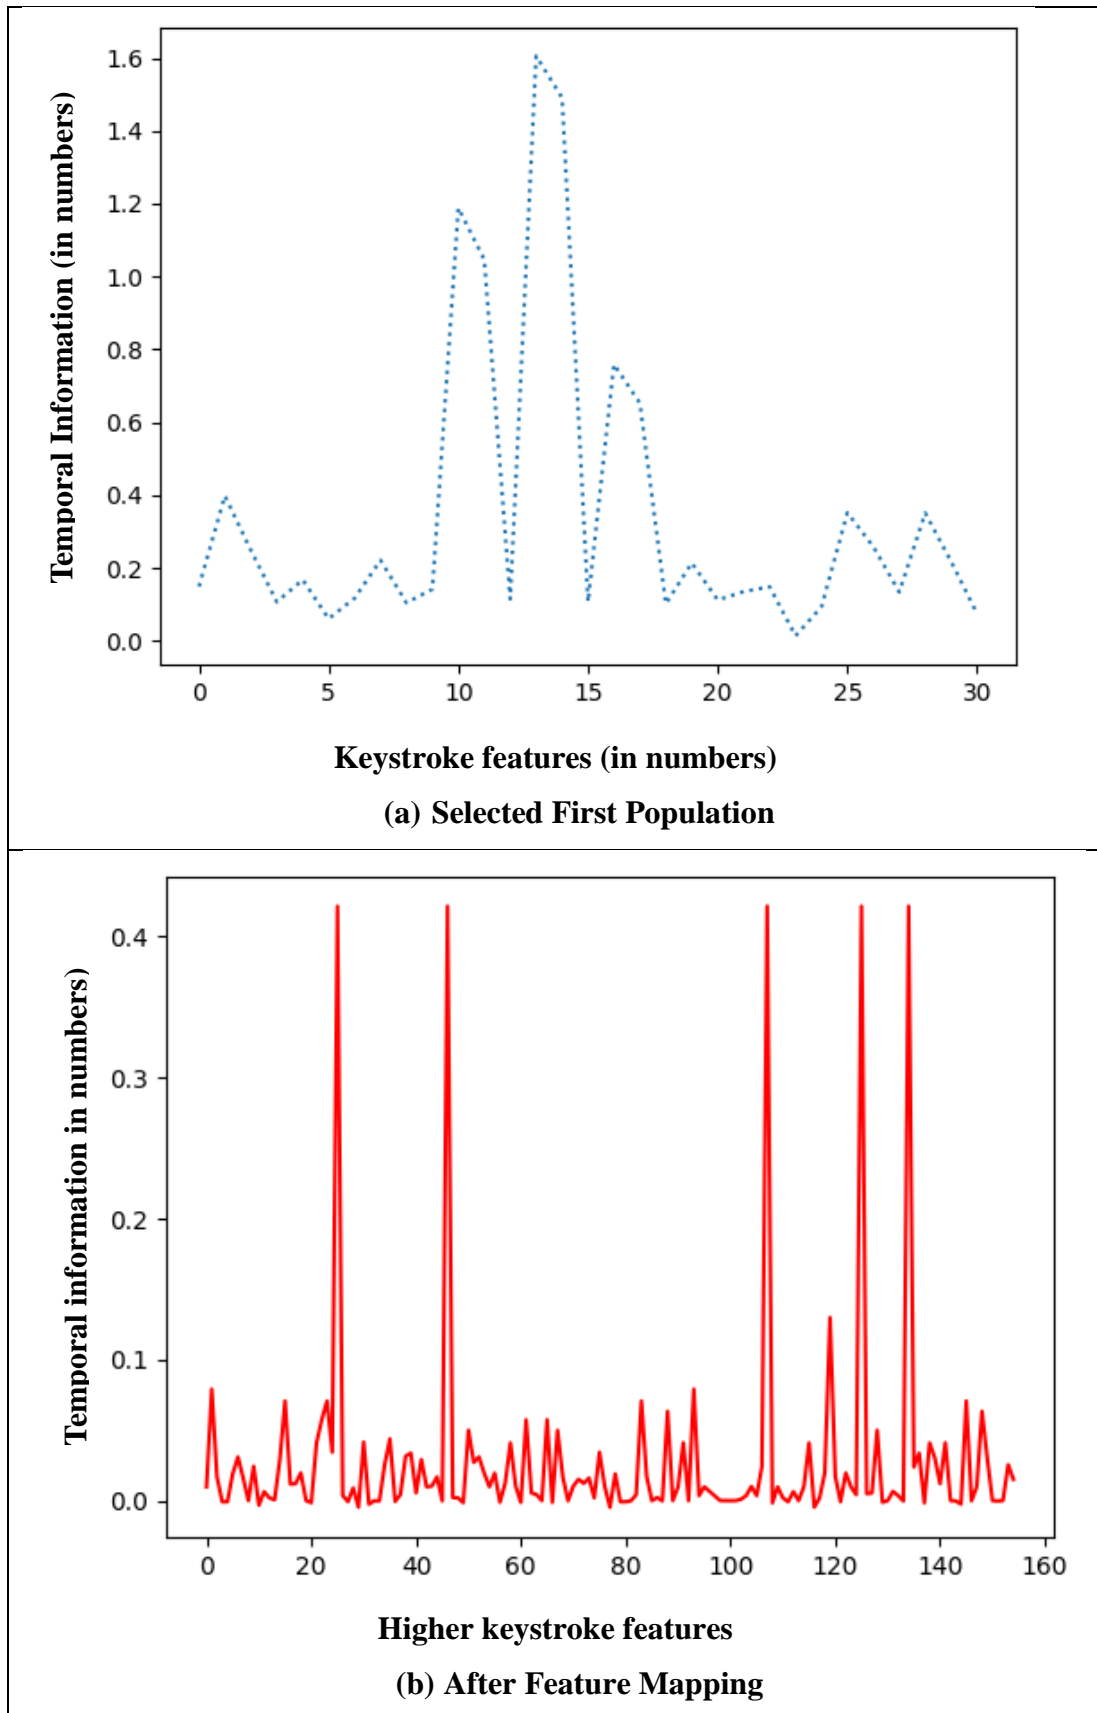 Temporal Information (in numbers)
1.6
1.4
1.2
1.0
0.8
0.6
0.4
0.2
0.0
0 5 10 15 20 25 30
Keystroke features (in numbers)
(a) Selected First Population
Temporal information in numbers)
0.4
0.3
0.2
0.1
0.0
0 20 40 60 80 100 120 140 160
Higher keystroke features
(b) After Feature Mapping